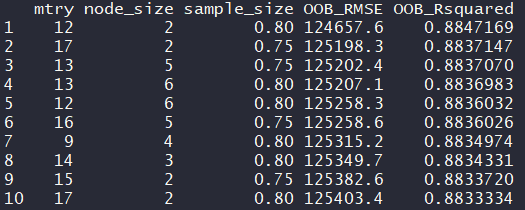 mtry node_size sample_size OOB_RMSE OOB_Rsquared
1 12 2 0.80 124657.6 0.8847169
2 17 2 0.75 125198.3 0.8837147
3 13 5 0.75 125202.4 0.8837070
4 13 6 0.80 125207.1 0.8836983
5 12 6 0.80 125258.3 0.8836032
6 16 5 0.75 125258.6 0.8836026
7 9 4 0.80 125315.2 0.8834974
8 14 3 0.80 125349.7 0.8834331
9 15 2 0.75 125382.6 0.8833720
10 17 2 0.80 125403.4 0.8833334